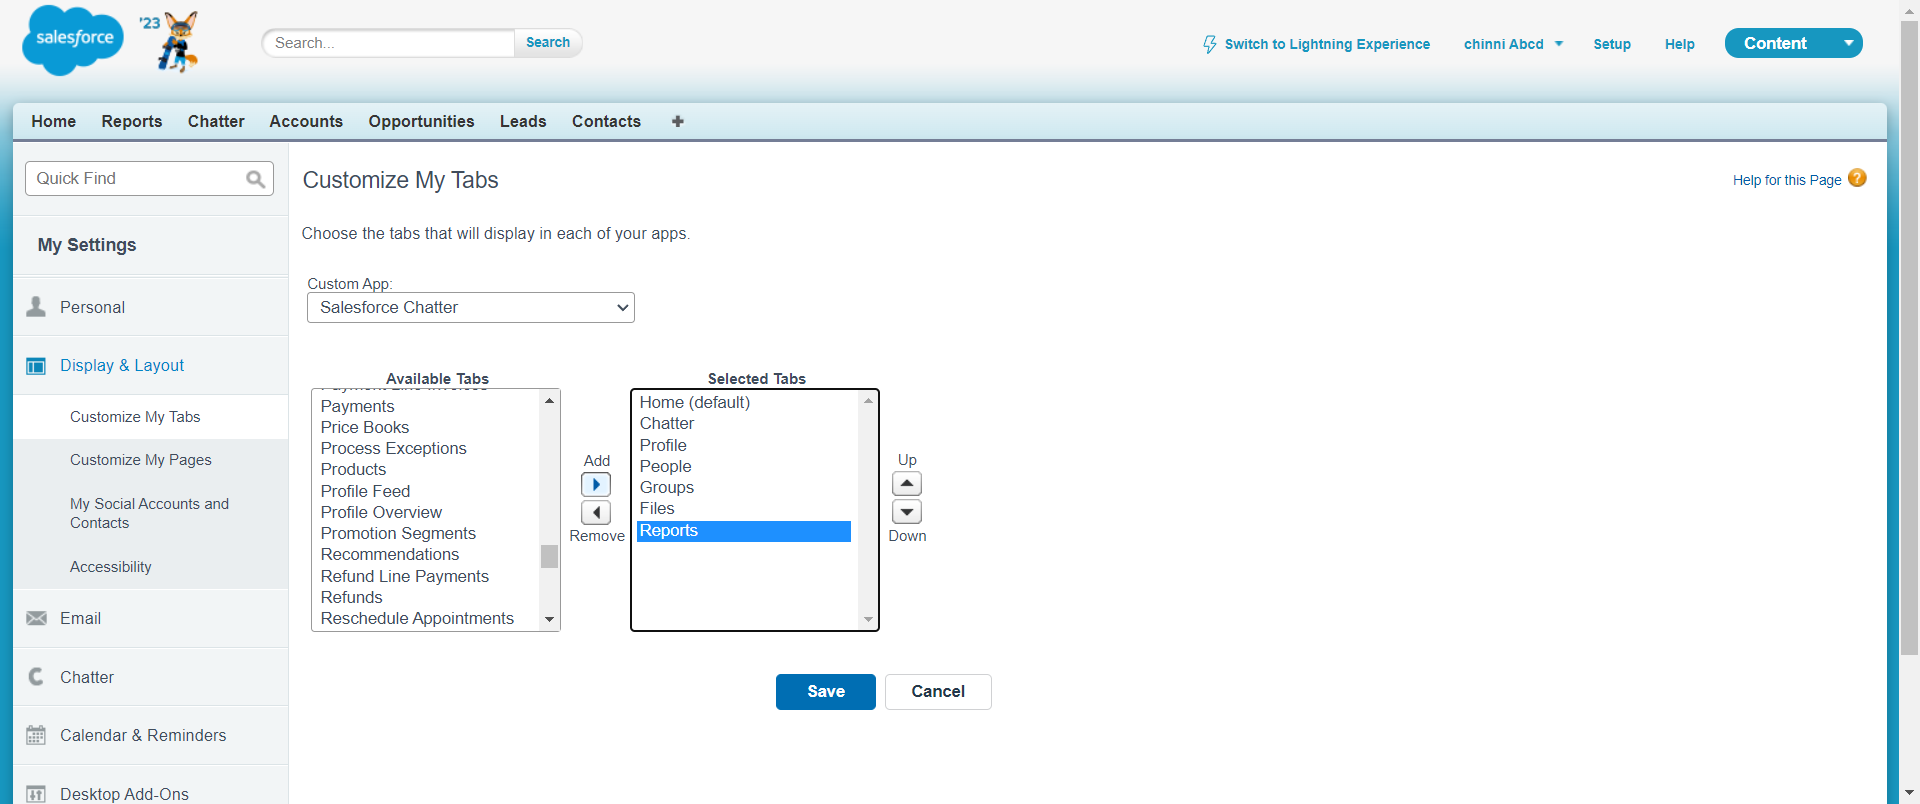 salesforce
'23
Search...
Search
Switch to Lightning Experience
chinni Abcd
Setup
Help
Content
Home
Reports
Chatter
Accounts
Opportunities
Leads
Contacts
Quick Find
Customize My Tabs
Help for this Page
?
My Settings
Choose the tabs that will display in each of your apps.
Custom App:
Salesforce Chatter
Personal
Display & Layout
Customize My Tabs
Customize My Pages
My Social Accounts and
Contacts
Accessibility
Email
Chatter
Calendar & Reminders
Desktop Add-Ons
Available Tabs
Payments
Price Books
Process Exceptions
Products
Profile Feed
Profile Overview
Promotion Segments
Recommendations
Refund Line Payments
Refunds
Reschedule Appointments
Add
Remove
Selected Tabs
Home (default)
Chatter
Profile
People
Groups
Files
Reports
Up
Down
Save
Cancel